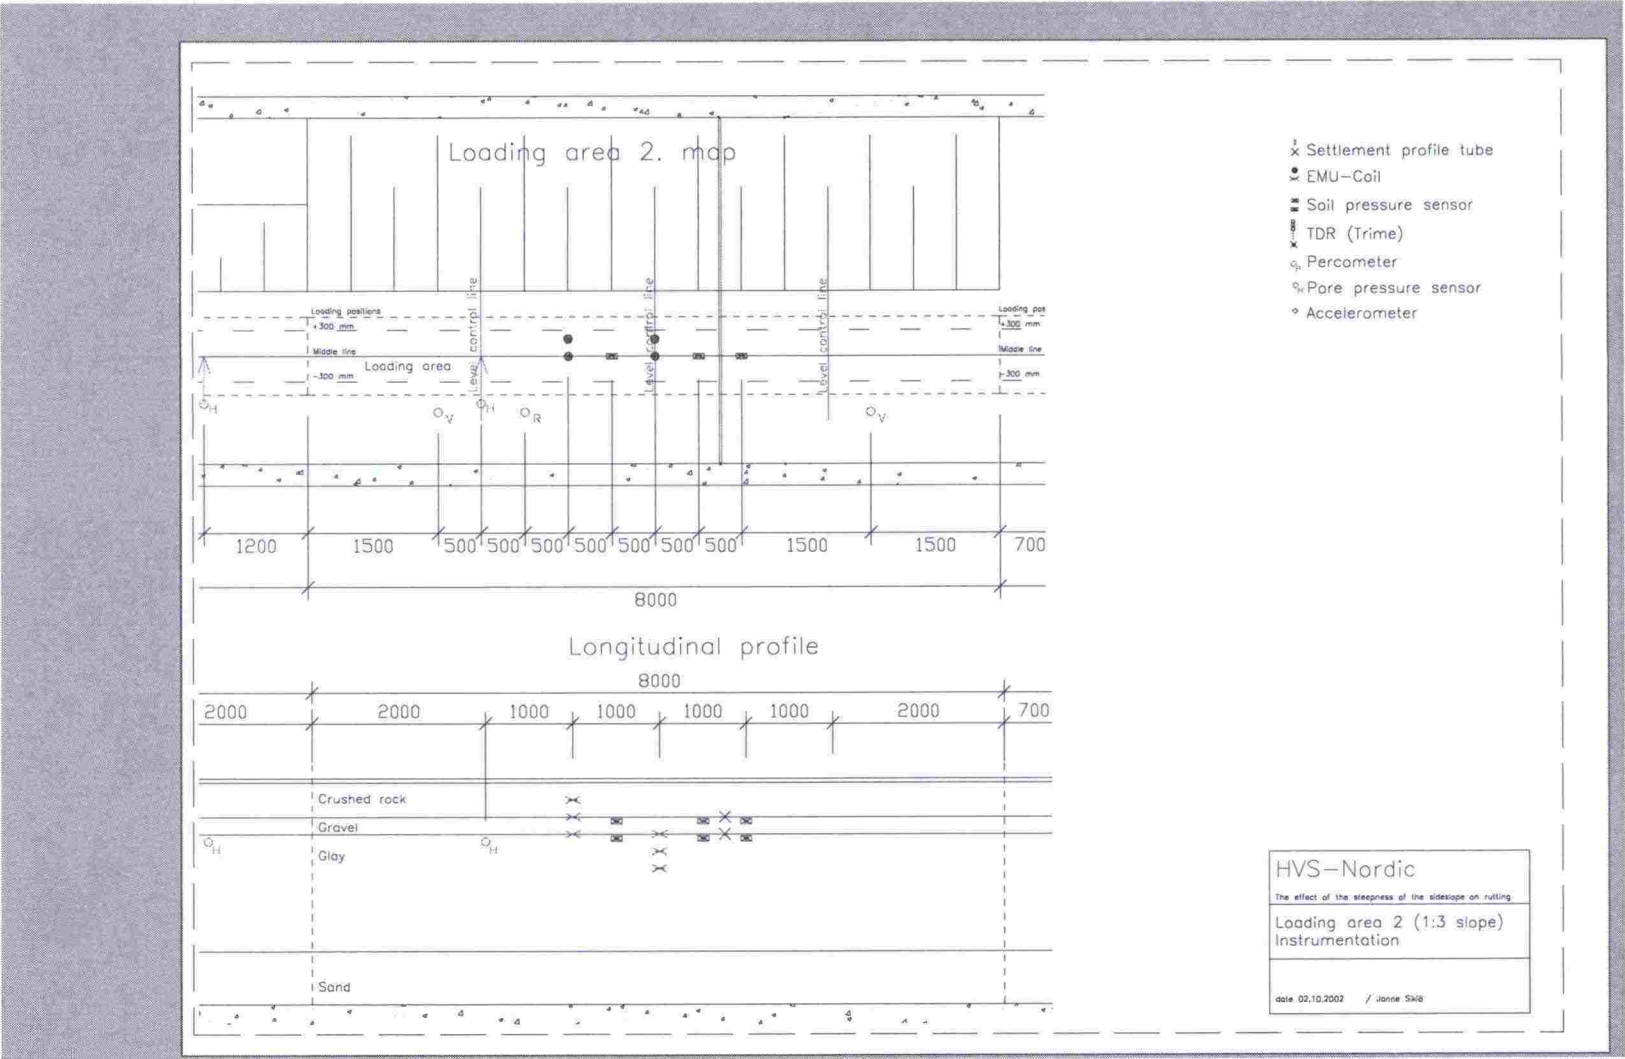 Loading area 2. map
Settlement profile tube
EMU-Coil
Soil pressure sensor
TDR (Trime)
P Percometer
H Pore pressure sensor
Accelerometer
Level control line
Level control line
Level control line
Loading positions
+300 mm
Middle line
Loading area
-300 mm
Loading pos
+300 mm
Middle line
-300 mm
H V H R V
1200 1500 500 500 500 500 500 500 500 1500 1500 700
8000
Longitudinal profile
8000
2000 2000 1000 1000 1000 1000 2000 700
Crushed rock
Gravel
H H
Clay
Sand
HVS-Nordic
The effect of the steepness of the sideslope on rutting
Loading area 2 (1:3 slope)
Instrumentation
date 02.10.2002 / Janne Sikiö